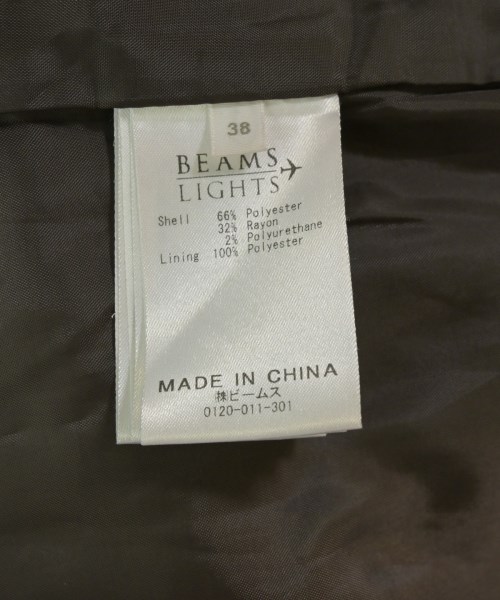 38
BEAMS
LIGHTS
Shell 66% Polyester
32% Rayon
2% Polyurethane
Lining 100% Polyester
MADE IN CHINA
㈱ビームス
0120-011-301